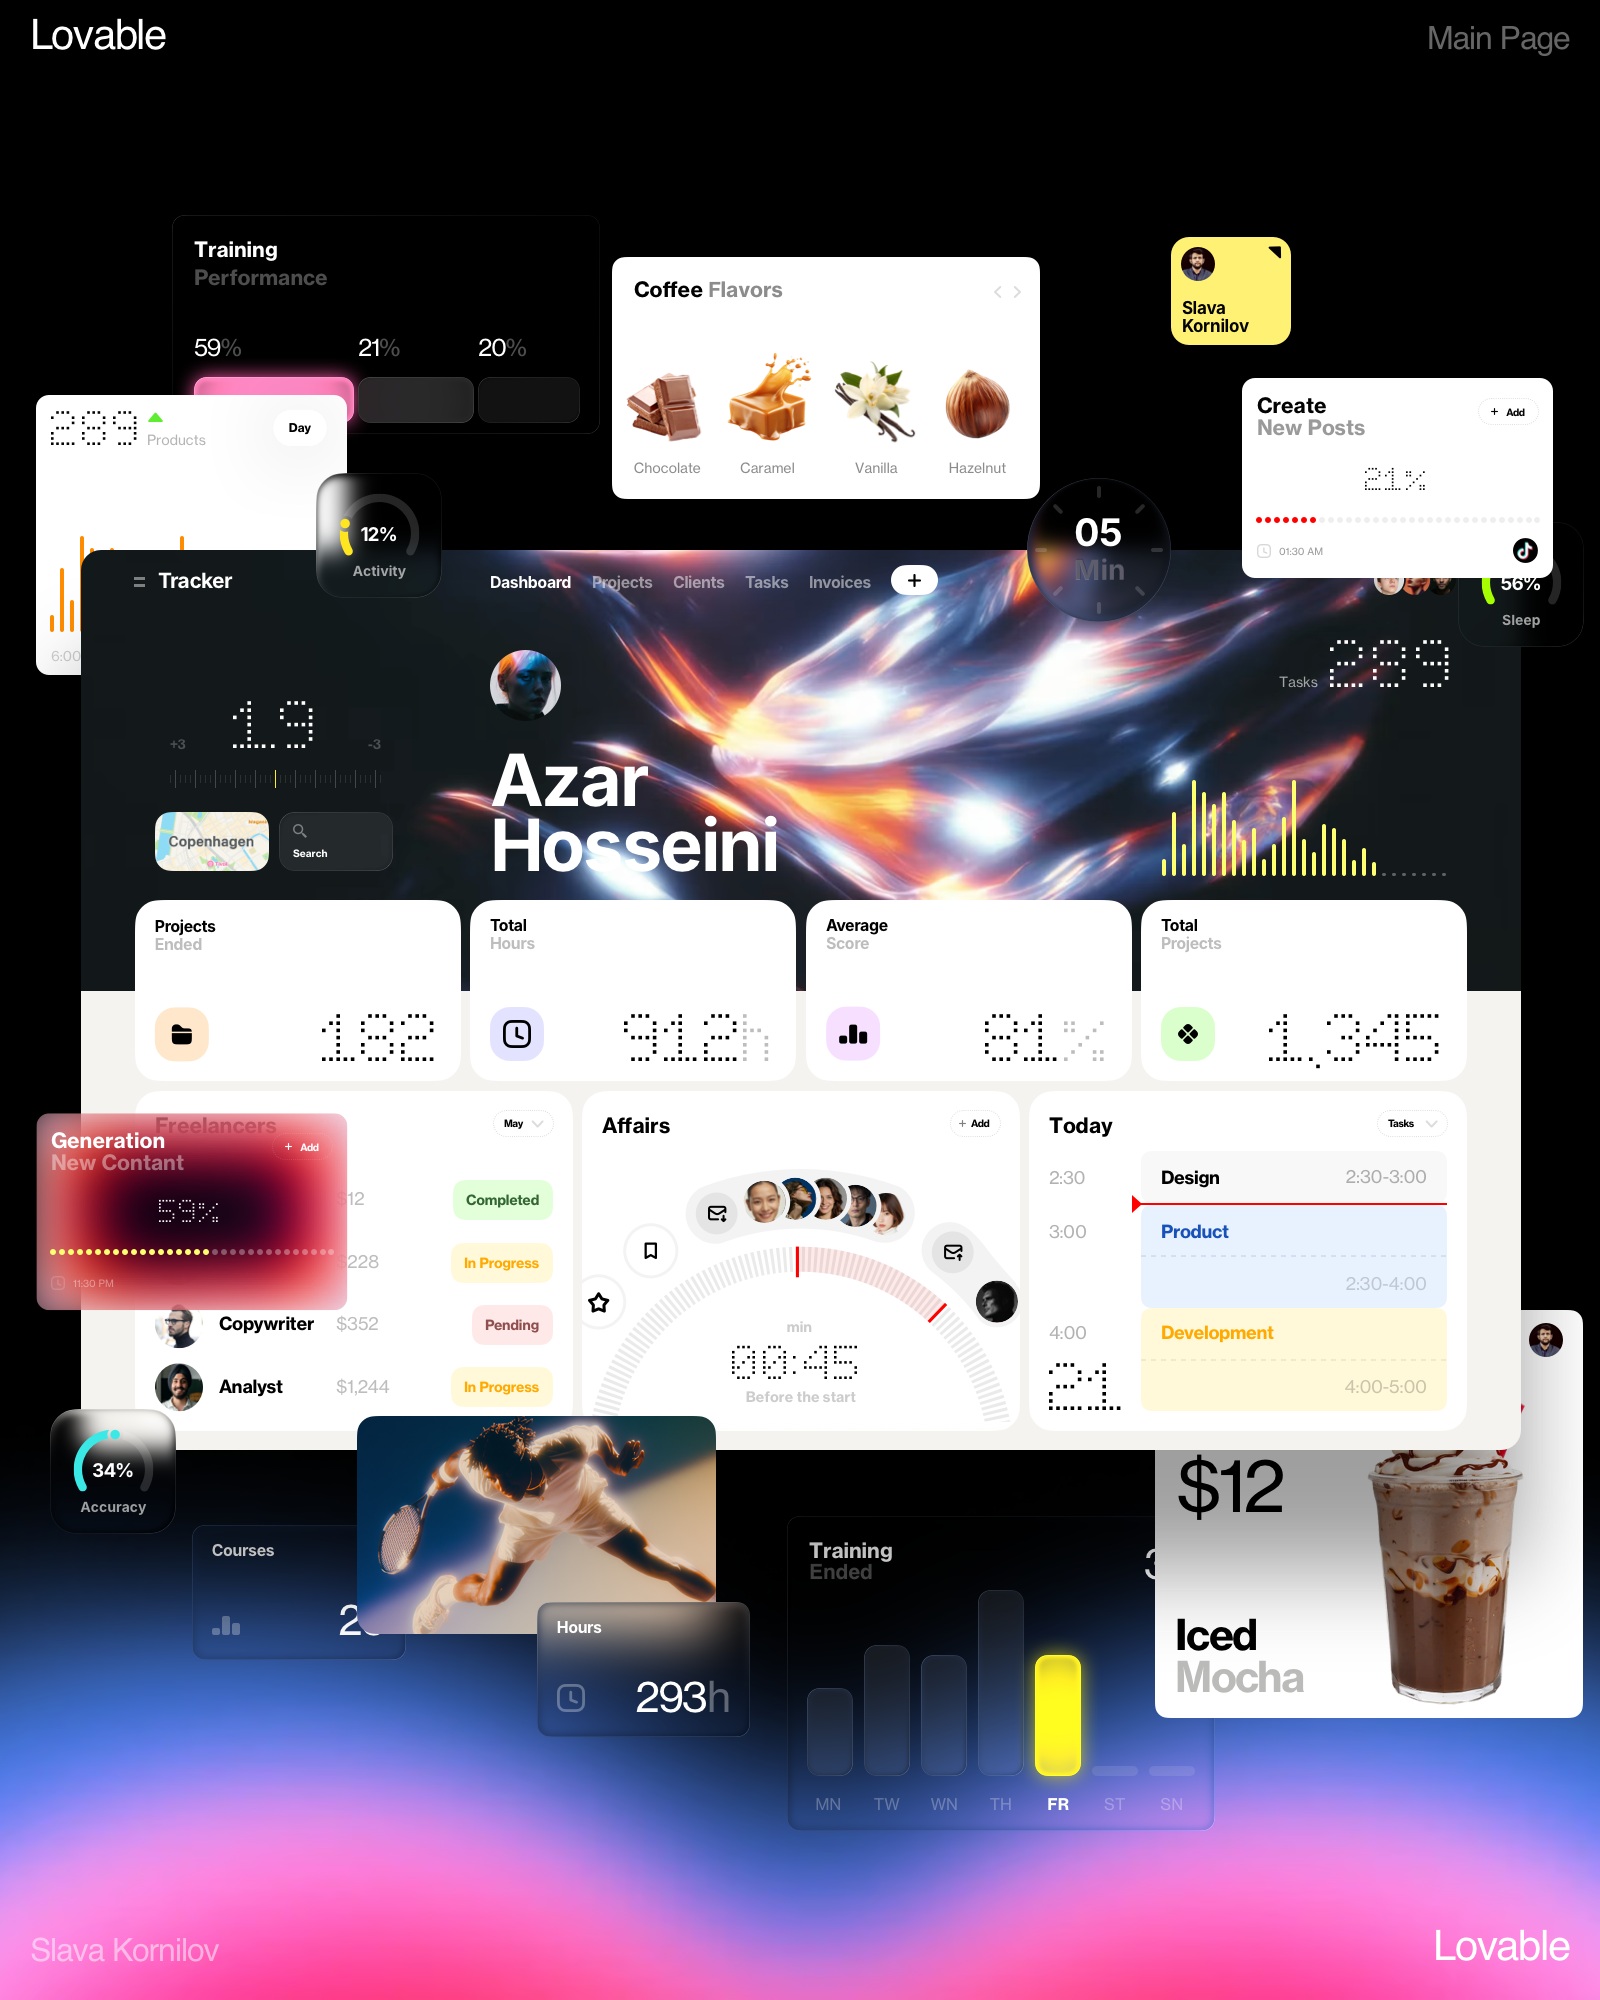 Lovable
Main Page
Training
Performance
59%
21%
20%
Coffee Flavors
Chocolate
Caramel
Vanilla
Hazelnut
Slava
Kornilov
289
Products
Day
6:00
12%
Activity
05
Min
Create
New Posts
+ Add
21%
01:30 AM
56%
Sleep
Tracker
Dashboard
Projects
Clients
Tasks
Invoices
+
19
+3
-3
Copenhagen
Search
Azar
Hosseini
Tasks
289
Projects
Ended
182
Total
Hours
912h
Average
Score
81%
Total
Projects
1,345
Freelancers
May
Generation
New Contant
+ Add
59%
11:30 PM
$12
Completed
$228
In Progress
Copywriter
$352
Pending
Analyst
$1,244
In Progress
Affairs
+ Add
min
00:45
Before the start
Today
Tasks
2:30
Design
2:30-3:00
3:00
Product
2:30-4:00
4:00
Development
4:00-5:00
21
34%
Accuracy
Courses
Hours
293h
Training
Ended
MN
TW
WN
TH
FR
ST
SN
$12
Iced
Mocha
Slava Kornilov
Lovable